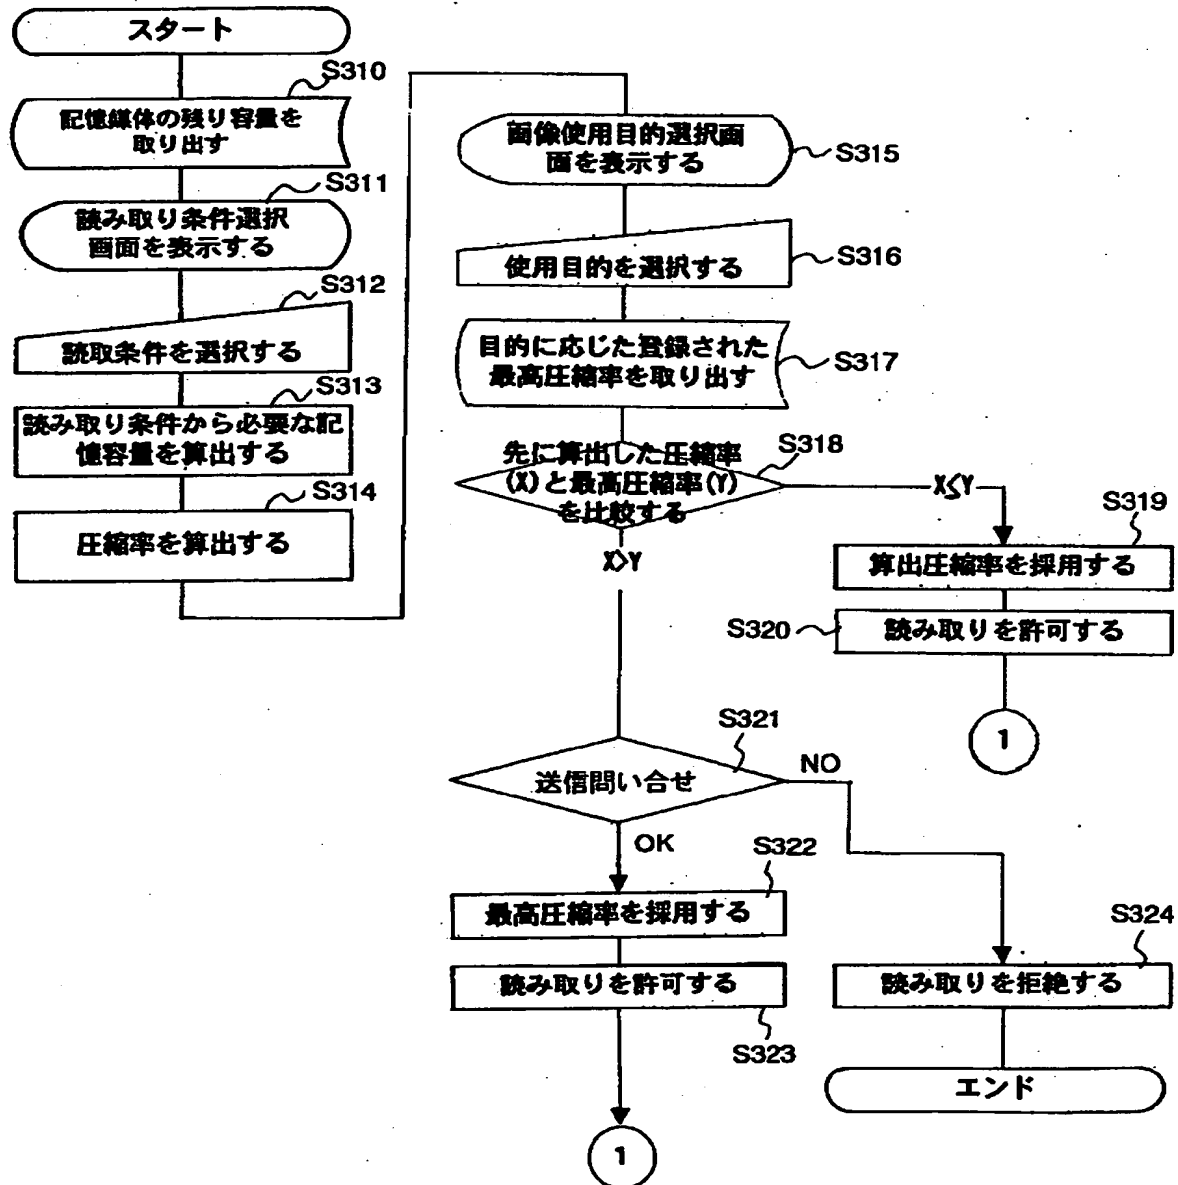 スタート
S310
記憶媒体の残り容量を
取り出す
S311
読み取り条件選択
画面を表示する
S312
読取条件を選択する
S313
読み取り条件から必要な記
憶容量を算出する
S314
圧縮率を算出する
画像使用目的選択画
面を表示する
S315
使用目的を選択する
S316
目的に応じた登録された
最高圧縮率を取り出す
S317
先に算出した圧縮率
(X)と最高圧縮率(Y)
を比較する
S318
X≦Y
X>Y
S319
算出圧縮率を採用する
S320
読み取りを許可する
1
S321
送信問い合せ
NO
OK
S322
最高圧縮率を採用する
読み取りを許可する
S323
1
S324
読み取りを拒絶する
エンド